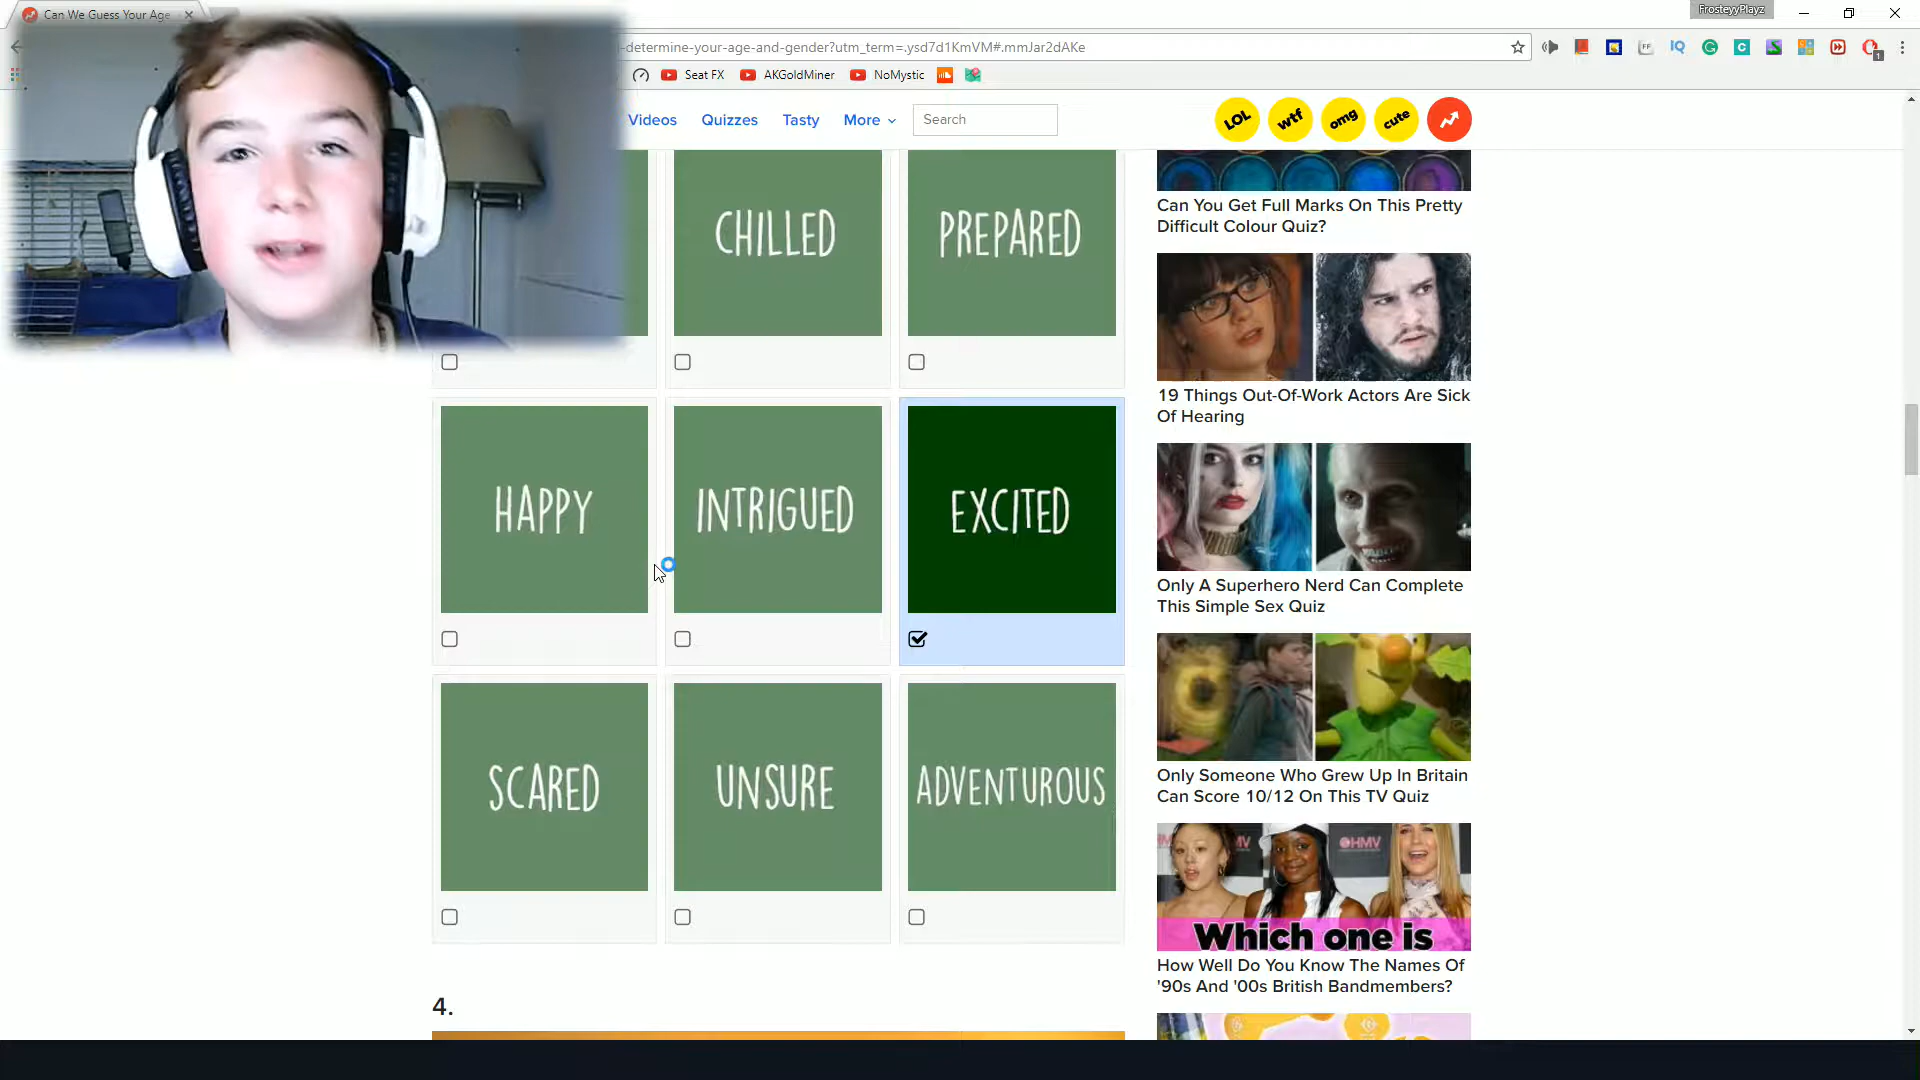 Can We Guess Your Age
FrosteyyPlayz
-determine-your-age-and-gender?utm_term=.ysd7d1KmVM#.mmJar2dAKe
FF
IQ
1
Seat FX
AKGoldMiner
NoMystic
Videos
Quizzes
Tasty
More
Search
LOL
wtf
omg
cute
CHILLED
PREPARED
HAPPY
INTRIGUED
EXCITED
SCARED
UNSURE
ADVENTUROUS
4.
Can You Get Full Marks On This Pretty
Difficult Colour Quiz?
19 Things Out-Of-Work Actors Are Sick
Of Hearing
Only A Superhero Nerd Can Complete
This Simple Sex Quiz
Only Someone Who Grew Up In Britain
Can Score 10/12 On This TV Quiz
HMV
Which one is
How Well Do You Know The Names Of
'90s And '00s British Bandmembers?